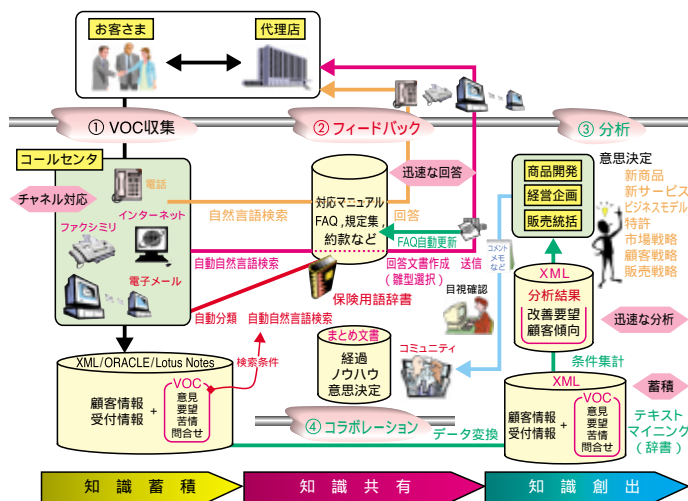 お客さま
代理店
① VOC収集
② フィードバック
③ 分析
コールセンタ
チャネル対応
電話
インターネット
ファクシミリ
電子メール
自然言語検索
自動自然言語検索
自動分類 自動自然言語検索
検索条件
対応マニュアル
FAQ , 規定集 ,
約款など
迅速な回答
回答
FAQ自動更新
回答文書作成
(雛型選択)
送信
保険用語辞書
コメント
メモ
など
目視確認
まとめ文書
経過
ノウハウ
意思決定
コミュニティ
商品開発
経営企画
販売統括
意思決定
新商品
新サービス
ビジネスモデル
特許
市場戦略
顧客戦略
販売戦略
XML
分析結果
改善要望
顧客傾向
迅速な分析
条件集計
XML/ORACLE/Lotus Notes
顧客情報
受付情報
+
VOC
意見
要望
苦情
問合せ
④ コラボレーション
データ変換
XML
顧客情報
受付情報
+
VOC
意見
要望
苦情
問合せ
蓄積
テキスト
マイニング
(辞書)
知識蓄積
知識共有
知識創出